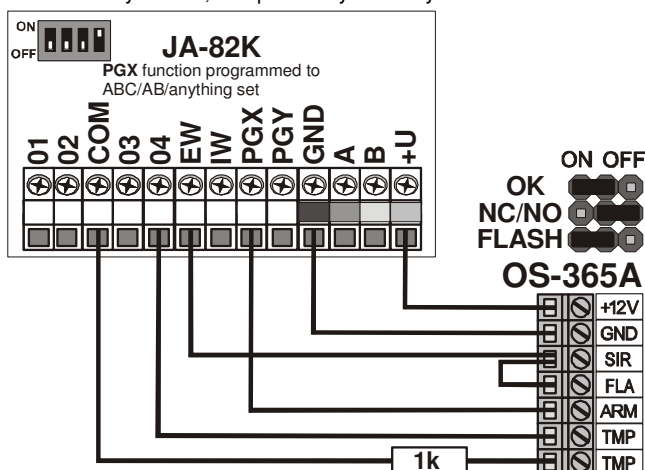 ON
OFF
JA-82K
PGX function programmed to
ABC/AB/anything set
01
02
COM
03
04
EW
IW
PGX
PGY
GND
A
B
+U
ON OFF
OK
NC/NO
FLASH
OS-365A
+12V
GND
SIR
FLA
ARM
TMP
TMP
1k